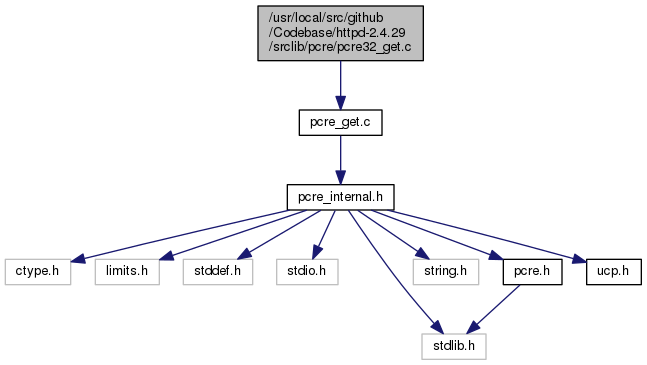 /usr/local/src/github
/Codebase/httpd-2.4.29
/srclib/pcre/pcre32_get.c
pcre_get.c
pcre_internal.h
ctype.h
limits.h
stddef.h
stdio.h
string.h
pcre.h
ucp.h
stdlib.h